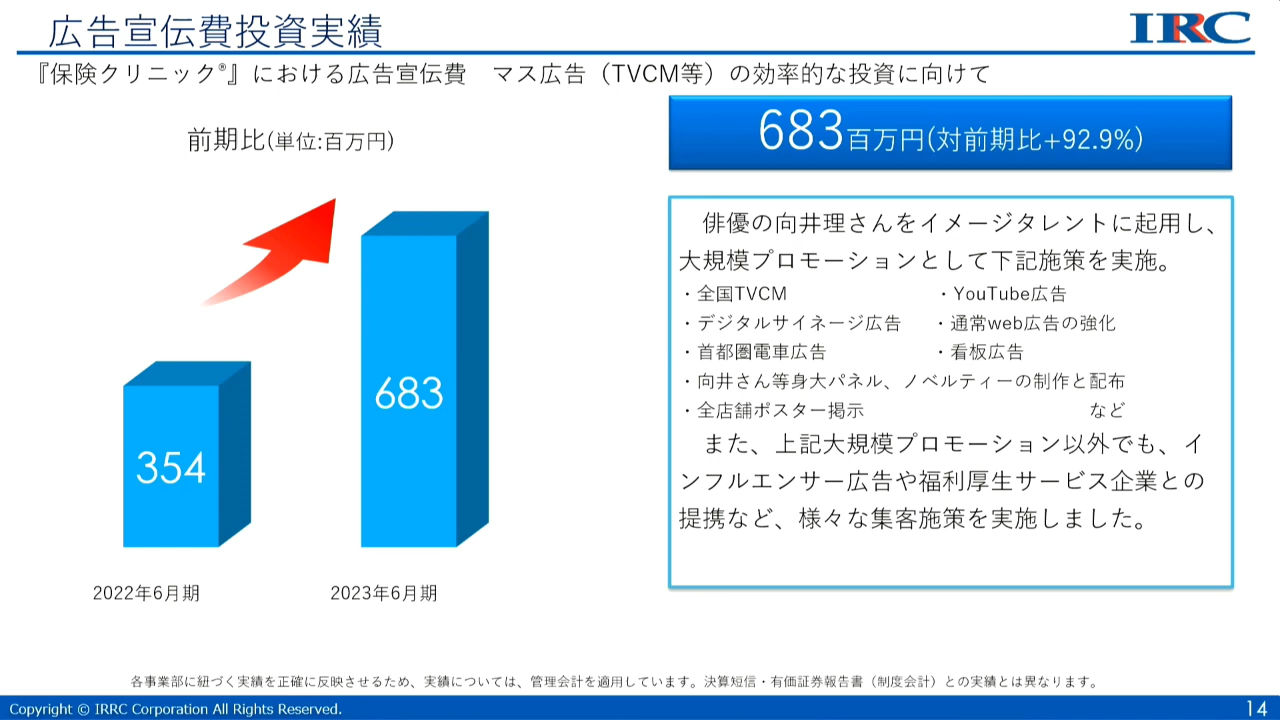 広告宣伝費投資実績
IRRC
『保険クリニック®』における広告宣伝費　マス広告（TVCM等）の効率的な投資に向けて
前期比(単位:百万円)
354
683
2022年6月期
2023年6月期
683百万円(対前期比+92.9%)
俳優の向井理さんをイメージタレントに起用し、
大規模プロモーションとして下記施策を実施。
・全国TVCM　・YouTube広告
・デジタルサイネージ広告　・通常web広告の強化
・首都圏電車広告　・看板広告
・向井さん等身大パネル、ノベルティーの制作と配布
・全店舗ポスター掲示　など
また、上記大規模プロモーション以外でも、イ
ンフルエンサー広告や福利厚生サービス企業との
提携など、様々な集客施策を実施しました。
各事業部に紐づく実績を正確に反映させるため、実績については、管理会計を適用しています。決算短信・有価証券報告書（制度会計）との実績とは異なります。
Copyright © IRRC Corporation All Rights Reserved.
14